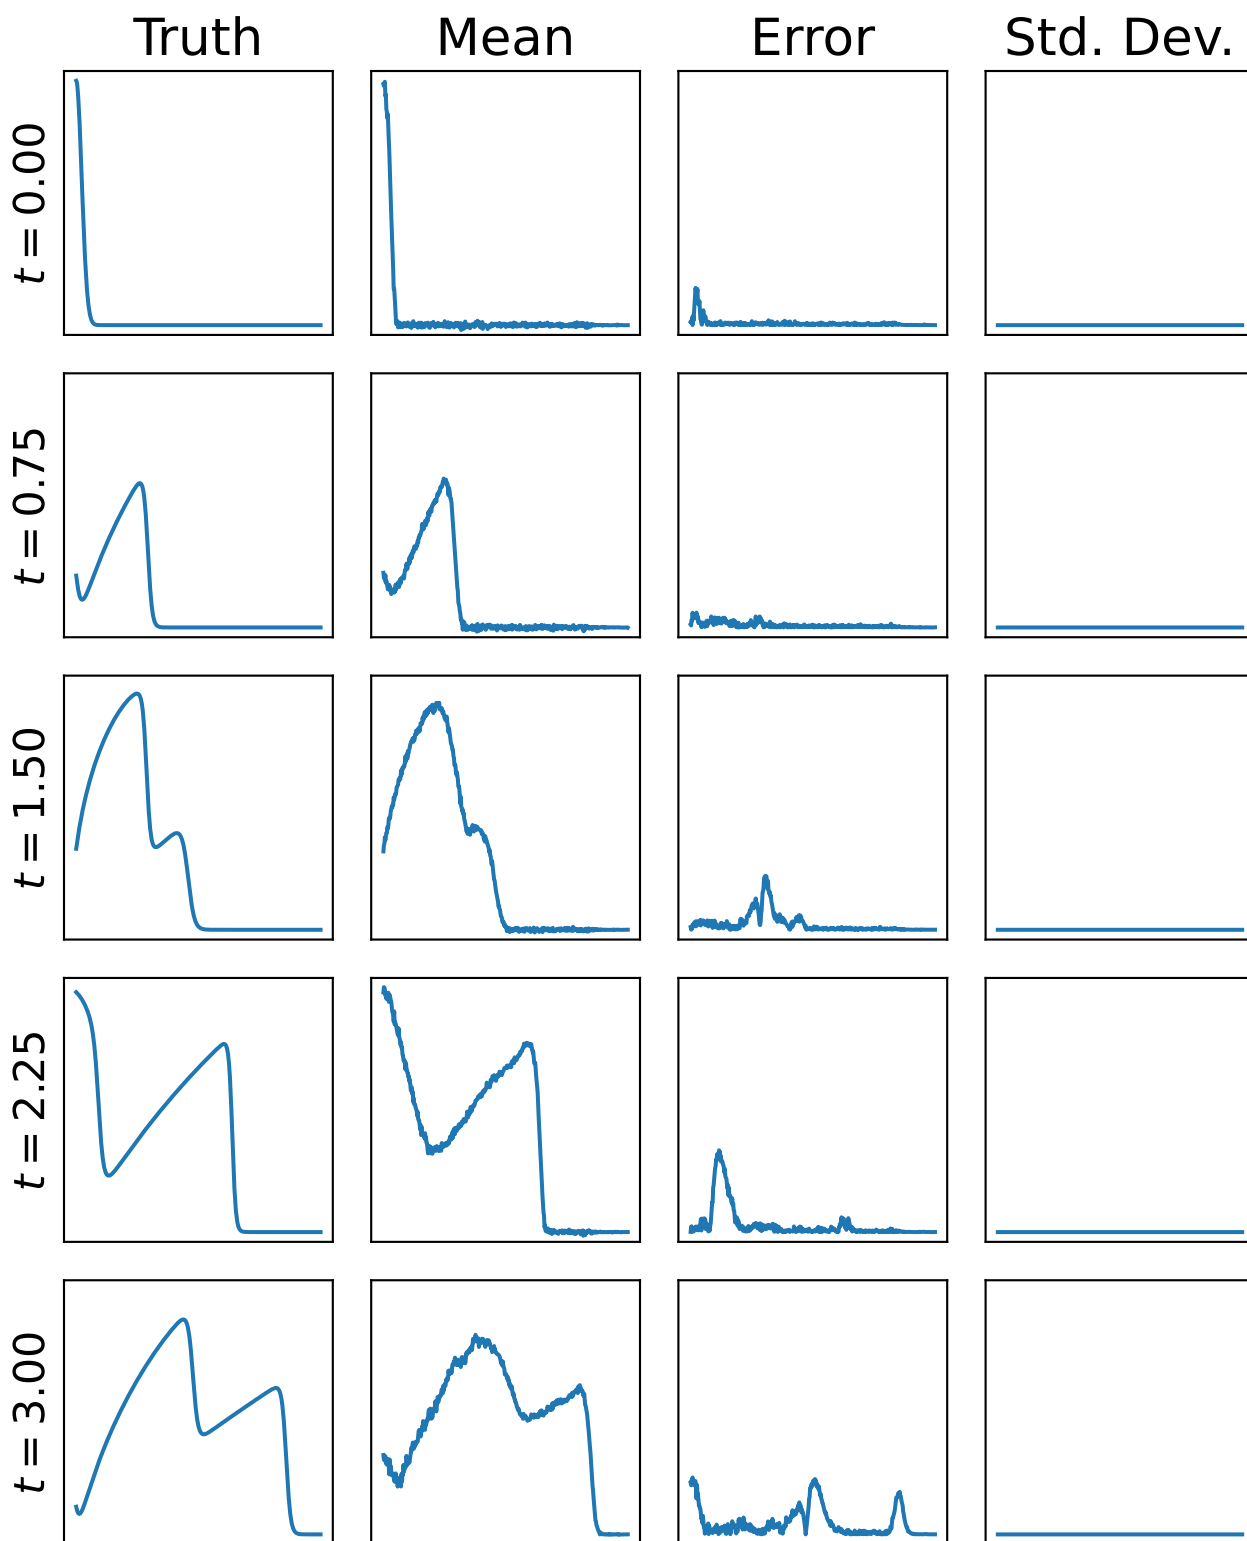 Truth Mean Error Std. Dev.
t = 0.00
t = 0.75
t = 1.50
t = 2.25
t = 3.00